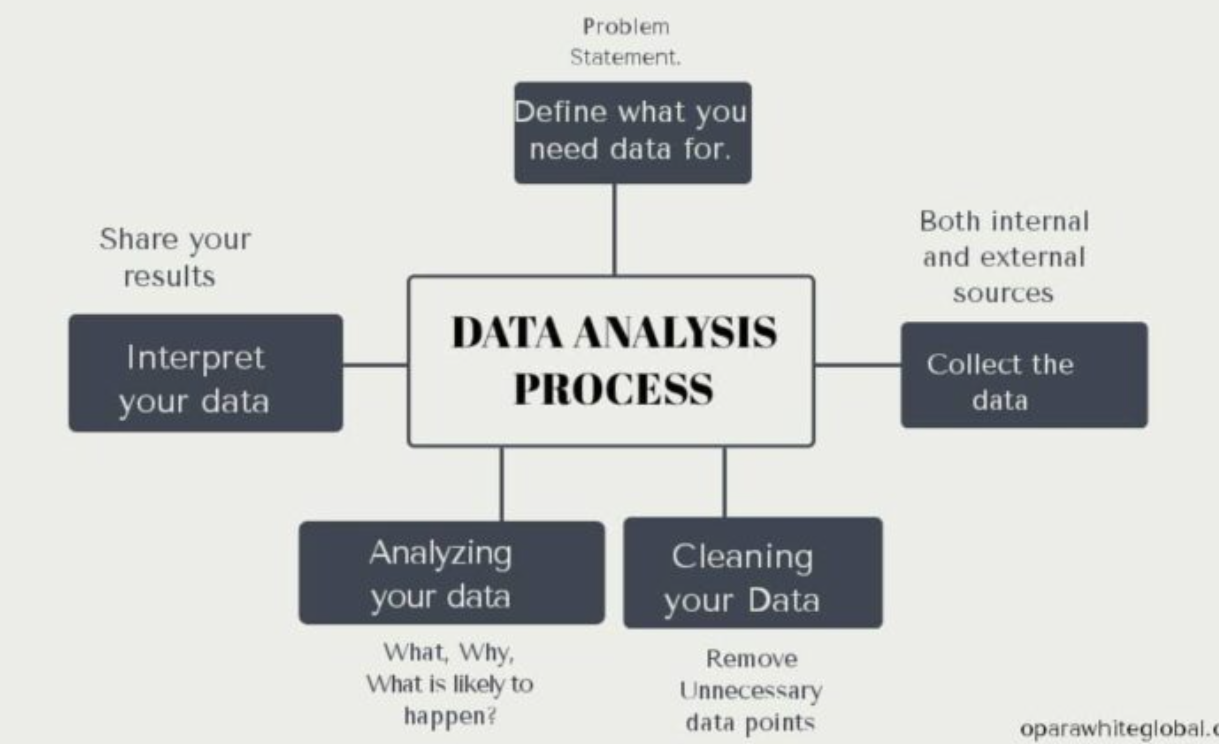 Problem
Statement.
Define what you
need data for.
Both internal
and external
sources
Collect the
data
DATA ANALYSIS
PROCESS
Share your
results
Interpret
your data
Analyzing
your data
What, Why,
What is likely to
happen?
Cleaning
your Data
Remove
Unnecessary
data points